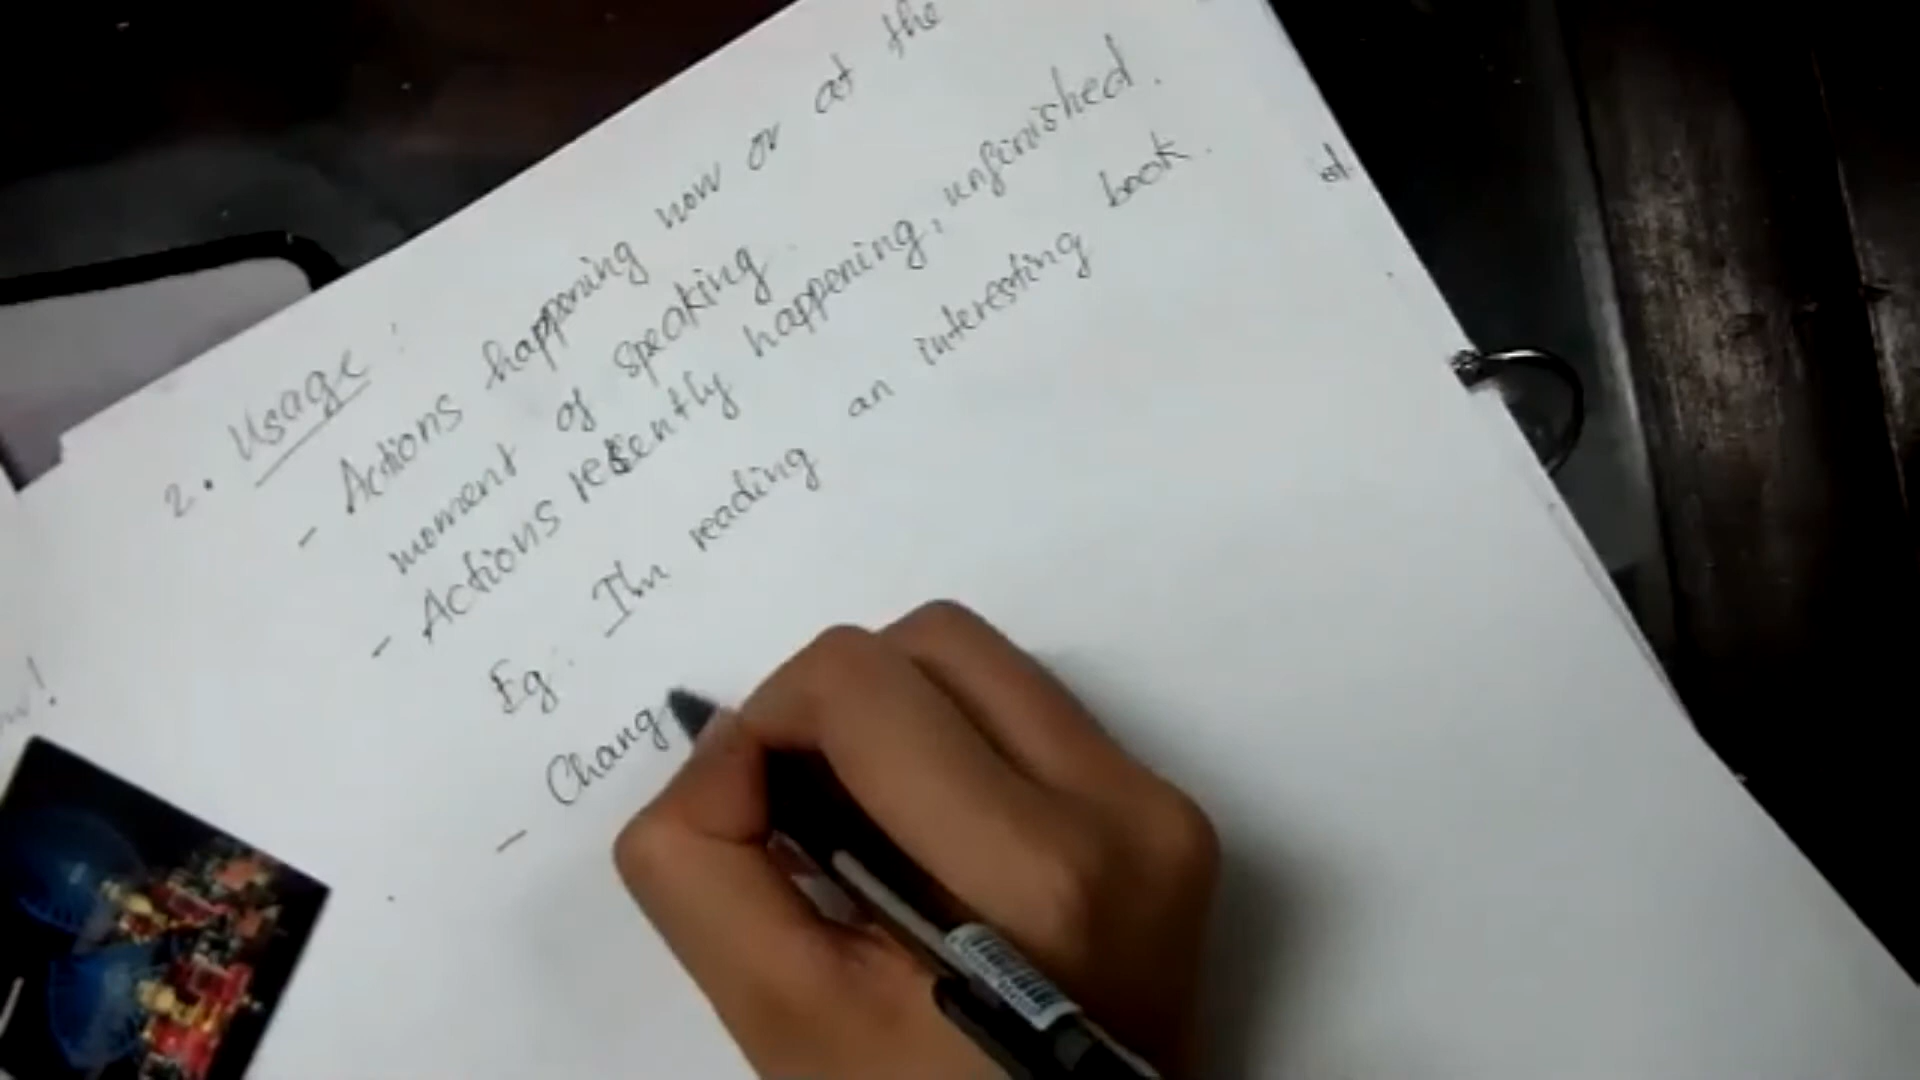 2. Usage:
- Actions happening now or at the
moment of speaking.
- Actions recently happening, unfinished.
Eg: I'm reading an interesting book.
- Chang